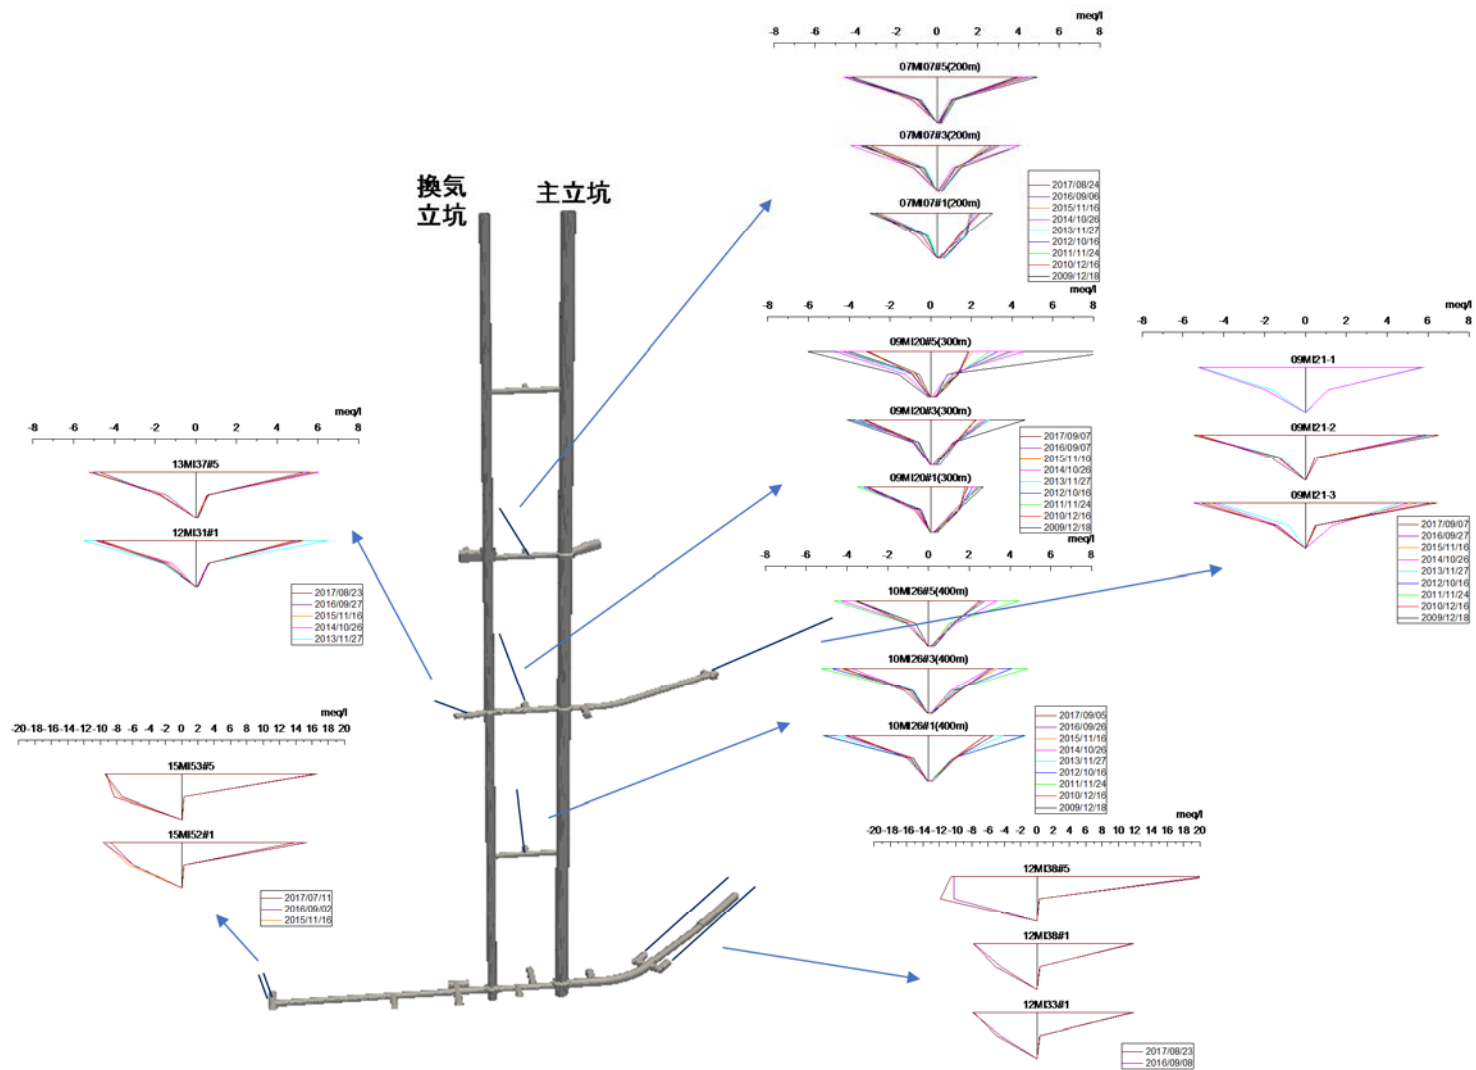 meq/l
-8 -6 -4 -2 0 2 4 6 8
07MI07#5(200m)
07MI07#3(200m)
07MI07#1(200m)
2017/08/24
2016/09/06
2015/11/16
2014/10/26
2013/11/27
2012/10/16
2011/11/24
2010/12/16
2009/12/18
換気
立坑
主立坑
meq/l
-8 -6 -4 -2 0 2 4 6 8
09MI20#5(300m)
09MI20#3(300m)
09MI20#1(300m)
2017/09/07
2016/09/07
2015/11/16
2014/10/26
2013/11/27
2012/10/16
2011/11/24
2010/12/16
2009/12/18
meq/l
-8 -6 -4 -2 0 2 4 6 8
09MI21-1
09MI21-2
09MI21-3
2017/09/07
2016/09/27
2015/11/16
2014/10/26
2013/11/27
2012/10/16
2011/11/24
2010/12/16
2009/12/18
meq/l
-8 -6 -4 -2 0 2 4 6 8
13MI37#5
12MI31#1
2017/08/23
2016/09/27
2015/11/16
2014/10/26
2013/11/27
meq/l
-8 -6 -4 -2 0 2 4 6 8
10MI26#5(400m)
10MI26#3(400m)
10MI26#1(400m)
2017/09/05
2016/09/26
2015/11/16
2014/10/26
2013/11/27
2012/10/16
2011/11/24
2010/12/16
2009/12/18
meq/l
-20 -18 -16 -14 -12 -10 -8 -6 -4 -2 0 2 4 6 8 10 12 14 16 18 20
15MI53#5
15MI52#1
2017/07/11
2016/09/02
2015/11/16
meq/l
-20 -18 -16 -14 -12 -10 -8 -6 -4 -2 0 2 4 6 8 10 12 14 16 18 20
12MI38#5
12MI38#1
12MI33#1
2017/08/23
2016/09/08